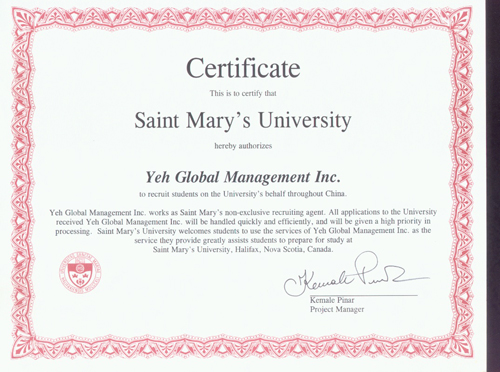 Certificate
This is to certify that
Saint Mary's University
hereby authorizes
Yeh Global Management Inc.
to recruit students on the University's behalf throughout China.
Yeh Global Management Inc. works as Saint Mary's non-exclusive recruiting agent. All applications to the University
received Yeh Global Management Inc. will be handled quickly and efficiently, and will be given a high priority in
processing. Saint Mary's University welcomes students to use the services of Yeh Global Management Inc. as the
service they provide greatly assists students to prepare for study at
Saint Mary's University, Halifax, Nova Scotia, Canada.
Kemale Pinar
Kemale Pinar
Project Manager